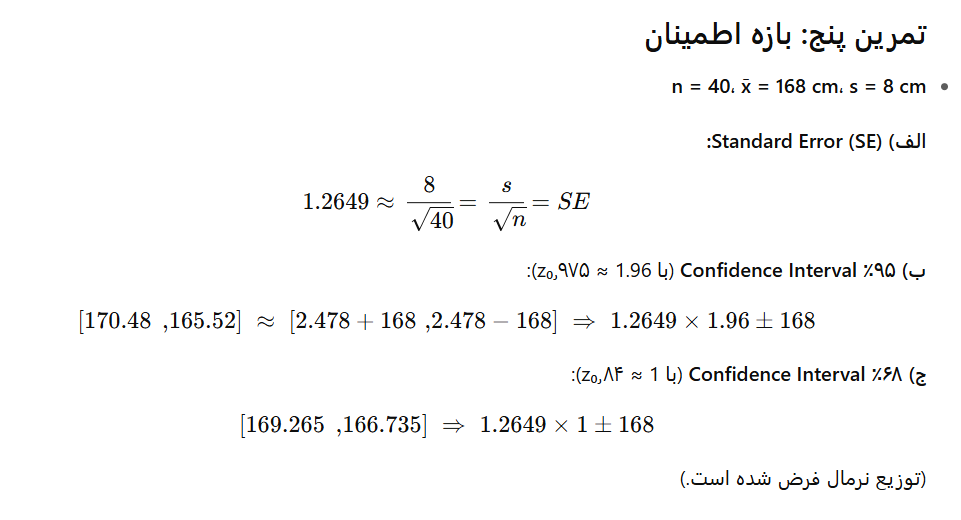 تمرین پنج: بازه اطمینان
• n = 40، x̄ = 168 cm، s = 8 cm
الف) Standard Error (SE):
1.2649 ≈ 8/√40 = s/√n = SE
ب) ۹۵٪ Confidence Interval (با z₀٫۹۷۵ ≈ 1.96):
[170.48 ,165.52] ≈ [2.478 + 168 ,2.478 − 168] ⇒ 1.2649 × 1.96 ± 168
ج) ۶۸٪ Confidence Interval (با z₀٫۸۴ ≈ 1):
[169.265 ,166.735] ⇒ 1.2649 × 1 ± 168
(توزیع نرمال فرض شده است.)